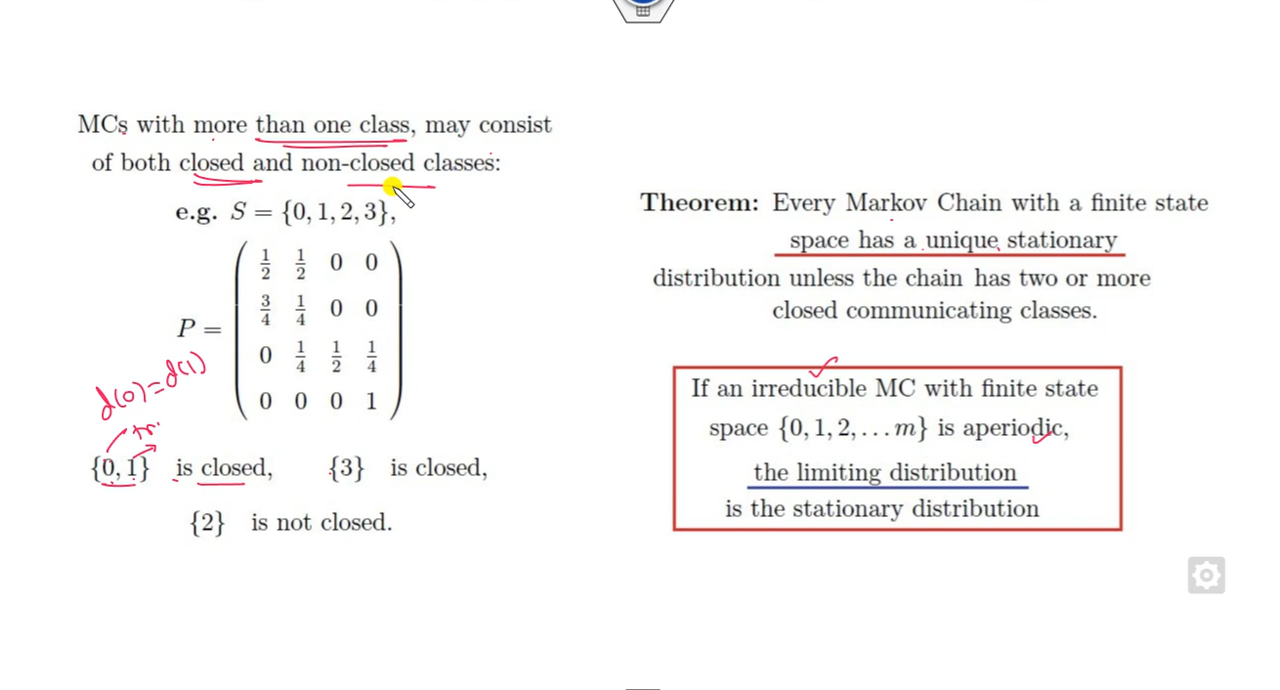 MCs with more than one class, may consist
of both closed and non-closed classes:
e.g. S = {0, 1, 2, 3},
P = ( 1/2 1/2 0 0
3/4 1/4 0 0
0 1/4 1/2 1/4
0 0 0 1 )
d(0)=d(1)
{0, 1} is closed, {3} is closed,
{2} is not closed.
Theorem: Every Markov Chain with a finite state
space has a unique stationary
distribution unless the chain has two or more
closed communicating classes.
If an irreducible MC with finite state
space {0, 1, 2, ... m} is aperiodic,
the limiting distribution
is the stationary distribution